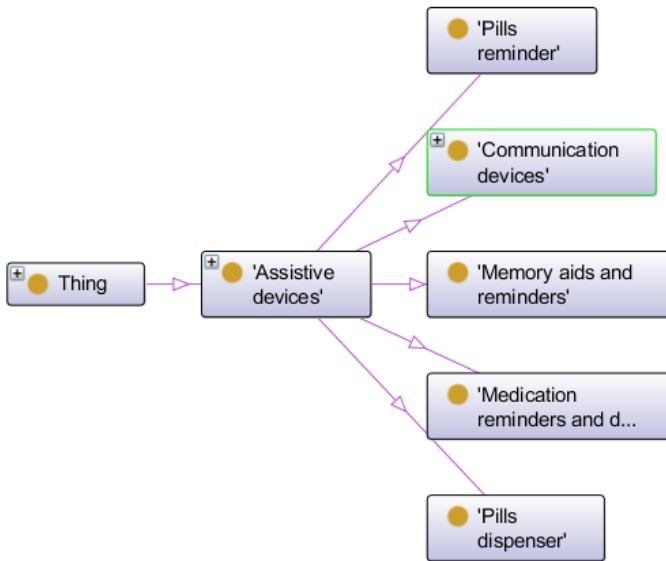 'Pills
reminder'
'Communication
devices'
Thing
'Assistive
devices'
'Memory aids and
reminders'
'Medication
reminders and d...
'Pills
dispenser'